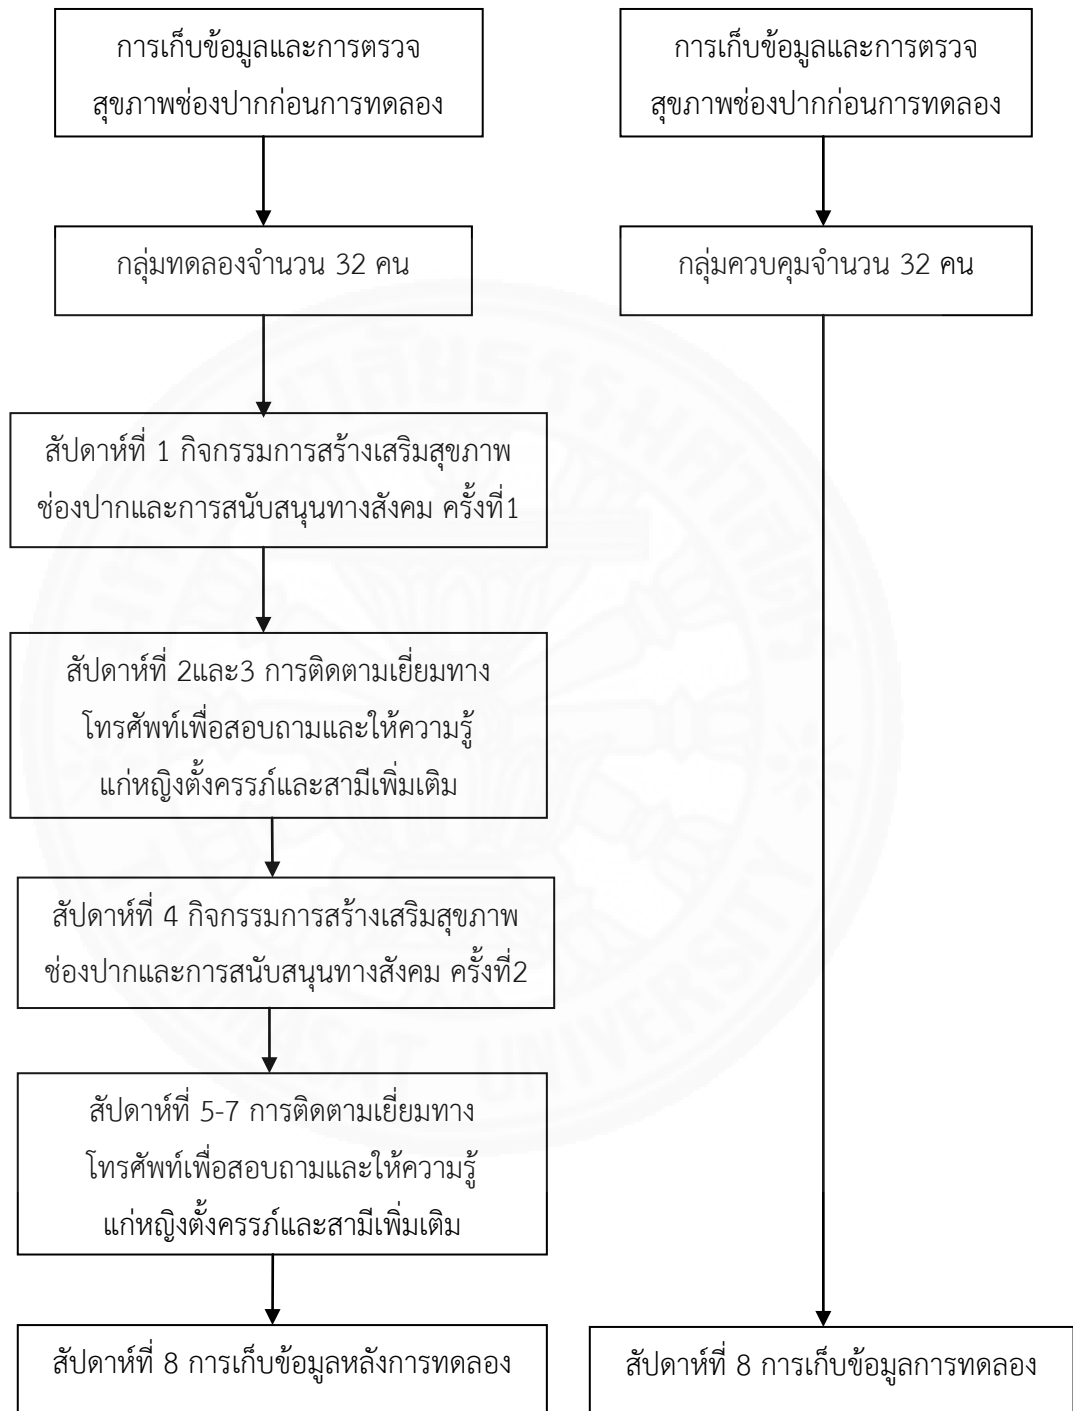 การเก็บข้อมูลและการตรวจ
สุขภาพช่องปากก่อนการทดลอง
กลุ่มทดลองจำนวน 32 คน
สัปดาห์ที่ 1 กิจกรรมการสร้างเสริมสุขภาพ
ช่องปากและการสนับสนุนทางสังคม ครั้งที่1
สัปดาห์ที่ 2และ3 การติดตามเยี่ยมทาง
โทรศัพท์เพื่อสอบถามและให้ความรู้
แก่หญิงตั้งครรภ์และสามีเพิ่มเติม
สัปดาห์ที่ 4 กิจกรรมการสร้างเสริมสุขภาพ
ช่องปากและการสนับสนุนทางสังคม ครั้งที่2
สัปดาห์ที่ 5-7 การติดตามเยี่ยมทาง
โทรศัพท์เพื่อสอบถามและให้ความรู้
แก่หญิงตั้งครรภ์และสามีเพิ่มเติม
สัปดาห์ที่ 8 การเก็บข้อมูลหลังการทดลอง
การเก็บข้อมูลและการตรวจ
สุขภาพช่องปากก่อนการทดลอง
กลุ่มควบคุมจำนวน 32 คน
สัปดาห์ที่ 8 การเก็บข้อมูลการทดลอง
มหาวิทยาลัยธรรมศาสตร์
THAMMASAT UNIVERSITY